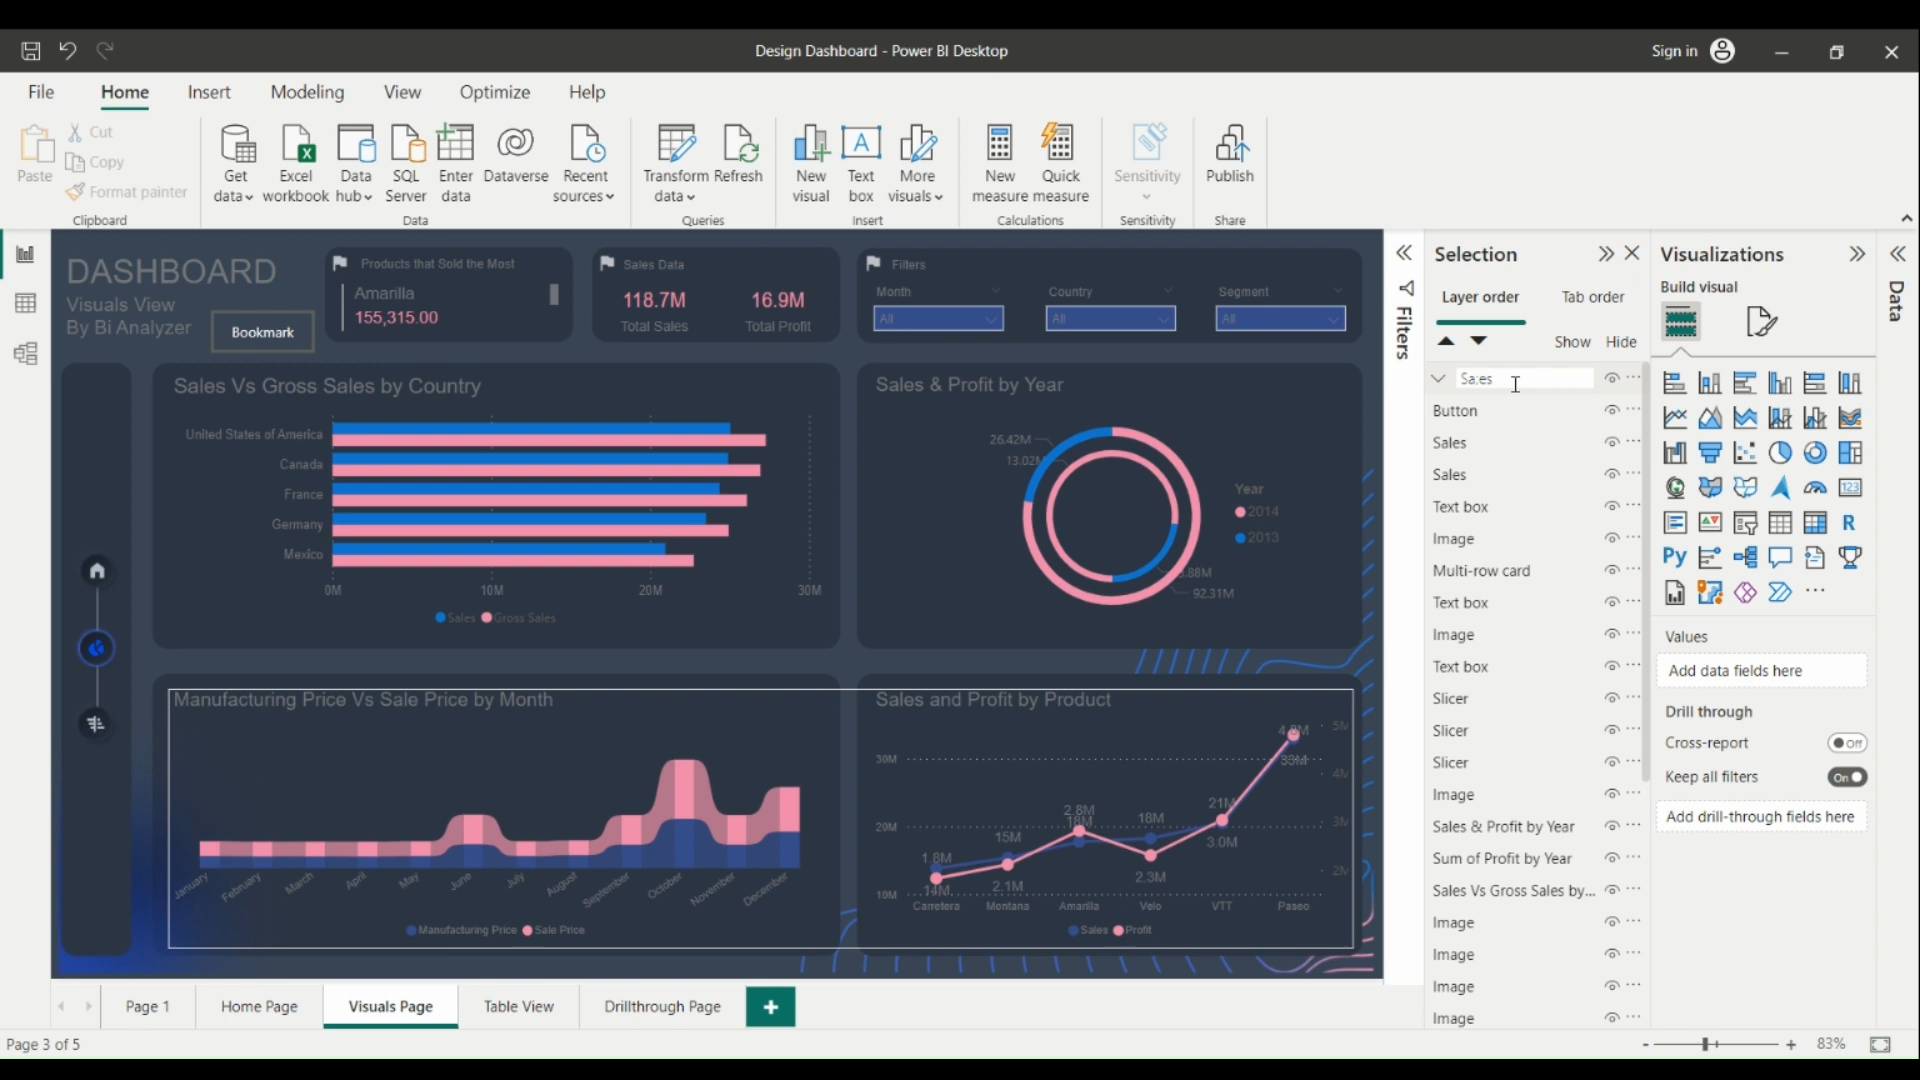 Design Dashboard - Power BI Desktop
Sign in
File Home Insert Modeling View Optimize Help
Paste
Cut
Copy
Format painter
Clipboard
Get data
Excel workbook
Data hub
SQL Server
Enter data
Dataverse
Recent sources
Data
Transform data
Refresh
Queries
New visual
Text box
More visuals
Insert
New measure
Quick measure
Calculations
Sensitivity
Sensitivity
Publish
Share
DASHBOARD
Visuals View
By Bi Analyzer
Bookmark
Products that Sold the Most
Amarilla
155,315.00
Sales Data
118.7M
Total Sales
16.9M
Total Profit
Filters
Month
All
Country
All
Segment
All
Sales Vs Gross Sales by Country
United States of America
Canada
France
Germany
Mexico
0M 10M 20M 30M
Sales Gross Sales
Sales & Profit by Year
26.42M
13.02M
.88M
92.31M
Year
2014
2013
Manufacturing Price Vs Sale Price by Month
January February March April May June July August September October November December
Manufacturing Price Sale Price
Sales and Profit by Product
30M
20M
10M
5M
4M
3M
2M
1.8M
14M
15M
2.1M
2.8M
18M
18M
2.3M
21M
3.0M
33M
Carretera Montana Amarilla Velo VTT Paseo
Sales Profit
Filters
Selection
Layer order Tab order
Show Hide
Sales
Button
Sales
Sales
Text box
Image
Multi-row card
Text box
Image
Text box
Slicer
Slicer
Slicer
Image
Sales & Profit by Year
Sum of Profit by Year
Sales Vs Gross Sales by...
Image
Image
Image
Image
Visualizations
Build visual
123
R
Py
Values
Add data fields here
Drill through
Cross-report
Off
Keep all filters
On
Add drill-through fields here
Data
Page 1 Home Page Visuals Page Table View Drillthrough Page +
Page 3 of 5
- + 83%